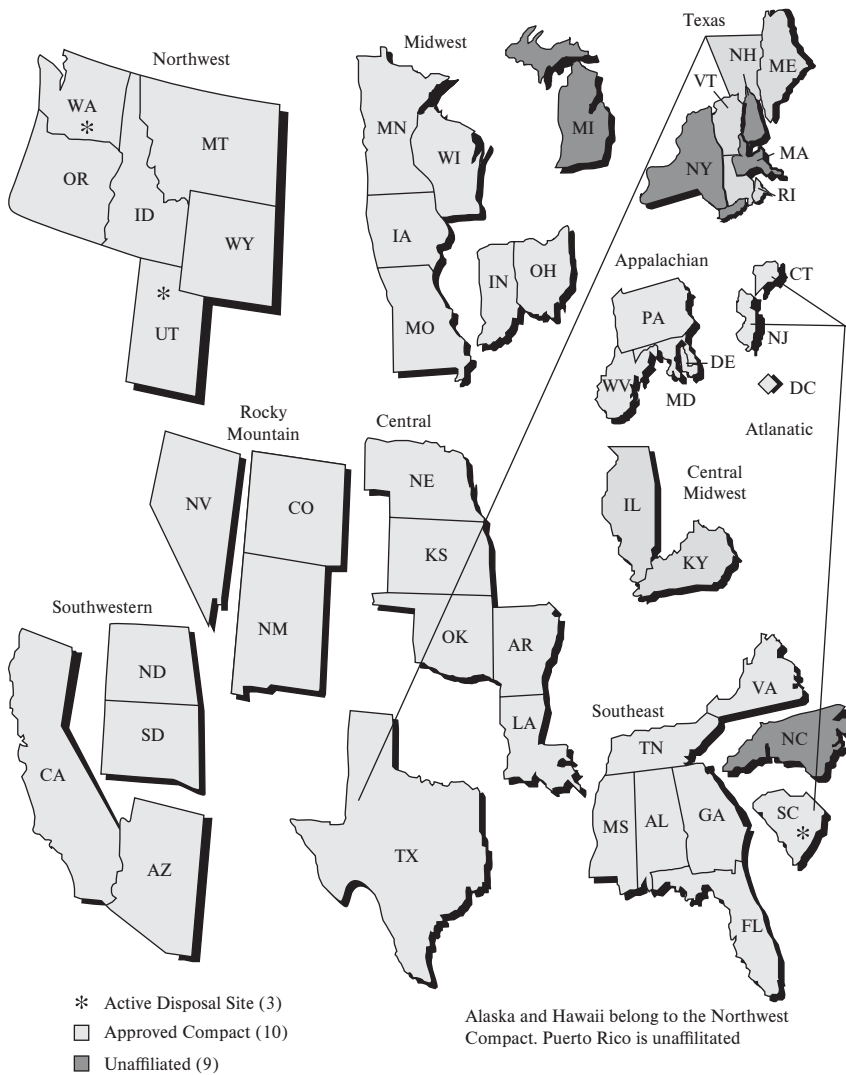 Northwest
WA
*
MT
OR
ID
WY
*
UT
Midwest
MN
WI
MI
IA
IN
OH
MO
Texas
NH
ME
VT
NY
MA
RI
Appalachian
PA
DE
WV
MD
CT
NJ
DC
Atlanatic
Rocky
Mountain
NV
CO
NM
Central
NE
KS
OK
AR
LA
Central
Midwest
IL
KY
Southwestern
ND
SD
CA
AZ
TX
Southeast
VA
TN
NC
SC
*
MS
AL
GA
FL
* Active Disposal Site (3)
Approved Compact (10)
Unaffiliated (9)
Alaska and Hawaii belong to the Northwest
Compact. Puerto Rico is unaffilitated